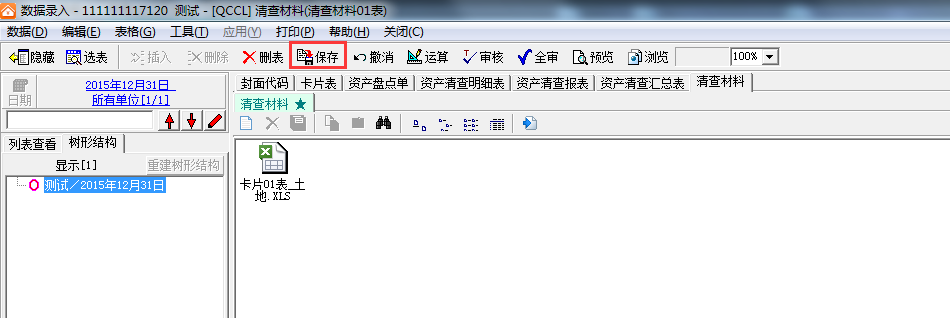 数据录入 - 111111117120  测试 - [QCCL] 清查材料(清查材料01表)
数据(D) 编辑(E) 表格(G) 工具(T) 应用(Y) 打印(P) 帮助(H) 关闭(C)
隐藏 选表 插入 删除 删表 保存 撤消 运算 审核 全审 预览 浏览 100%
日期
2015年12月31日
所有单位[1/1]
封面代码 卡片表 资产盘点单 资产清查明细表 资产清查报表 资产清查汇总表 清查材料
清查材料 ★
列表查看 树形结构
显示[1] 重建树形结构
测试／2015年12月31日
卡片01表_土
地.XLS